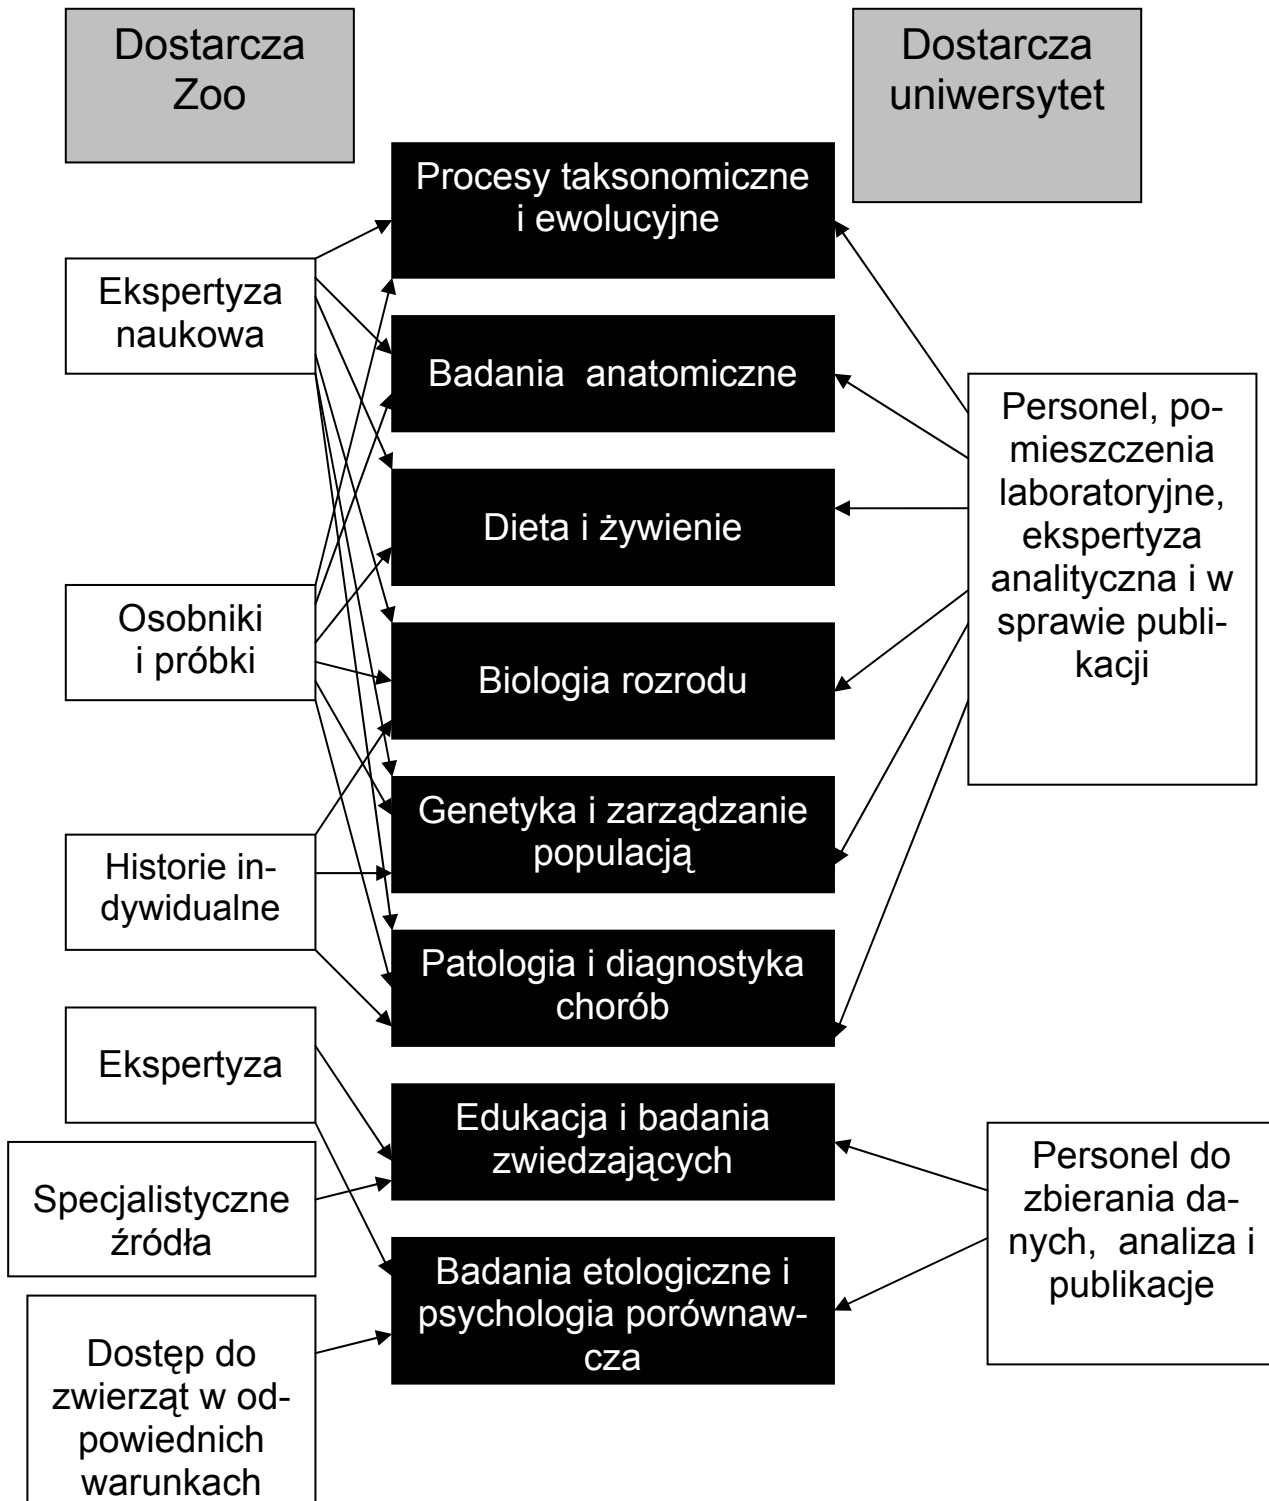 Dostarcza
Zoo
Dostarcza
uniwersytet
Procesy taksonomiczne
i ewolucyjne
Ekspertyza
naukowa
Badania  anatomiczne
Personel, po-
mieszczenia
laboratoryjne,
ekspertyza
analityczna i w
sprawie publi-
kacji
Dieta i żywienie
Osobniki
i próbki
Biologia rozrodu
Genetyka i zarządzanie
populacją
Historie in-
dywidualne
Patologia i diagnostyka
chorób
Ekspertyza
Edukacja i badania
zwiedzających
Personel do
zbierania da-
nych,  analiza i
publikacje
Specjalistyczne
źródła
Badania etologiczne i
psychologia porównaw-
cza
Dostęp do
zwierząt w od-
powiednich
warunkach